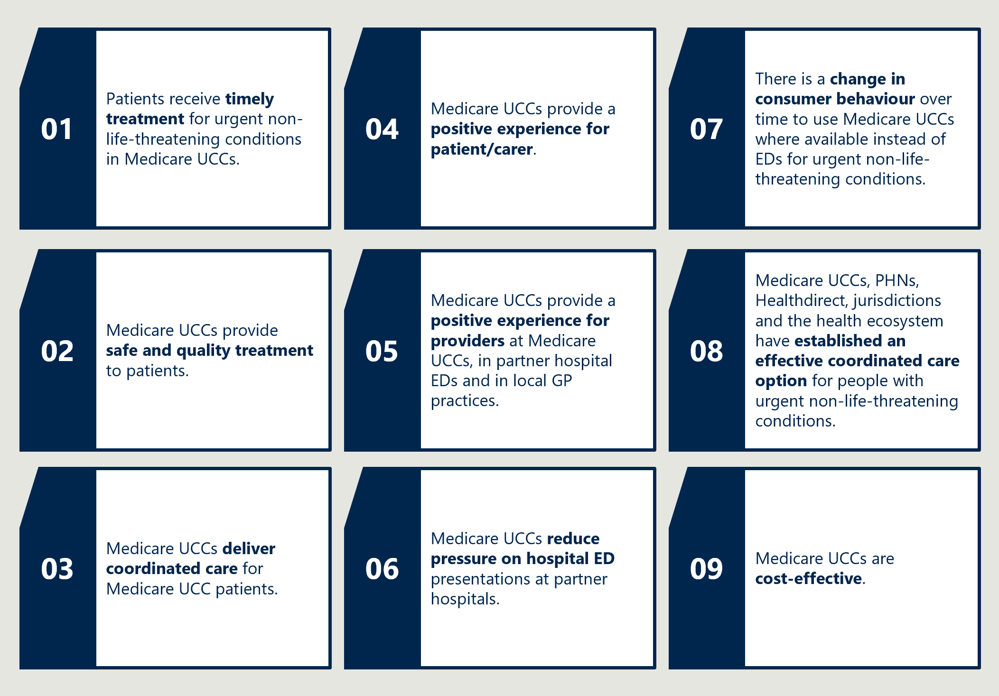 01
Patients receive timely
treatment for urgent non-
life-threatening conditions
in Medicare UCCs.
02
Medicare UCCs provide
safe and quality treatment
to patients.
03
Medicare UCCs deliver
coordinated care for
Medicare UCC patients.
04
Medicare UCCs provide a
positive experience for
patient/carer.
05
Medicare UCCs provide a
positive experience for
providers at Medicare
UCCs, in partner hospital
EDs and in local GP
practices.
06
Medicare UCCs reduce
pressure on hospital ED
presentations at partner
hospitals.
07
There is a change in
consumer behaviour over
time to use Medicare UCCs
where available instead of
EDs for urgent non-life-
threatening conditions.
08
Medicare UCCs, PHNs,
Healthdirect, jurisdictions
and the health ecosystem
have established an
effective coordinated care
option for people with
urgent non-life-threatening
conditions.
09
Medicare UCCs are
cost-effective.